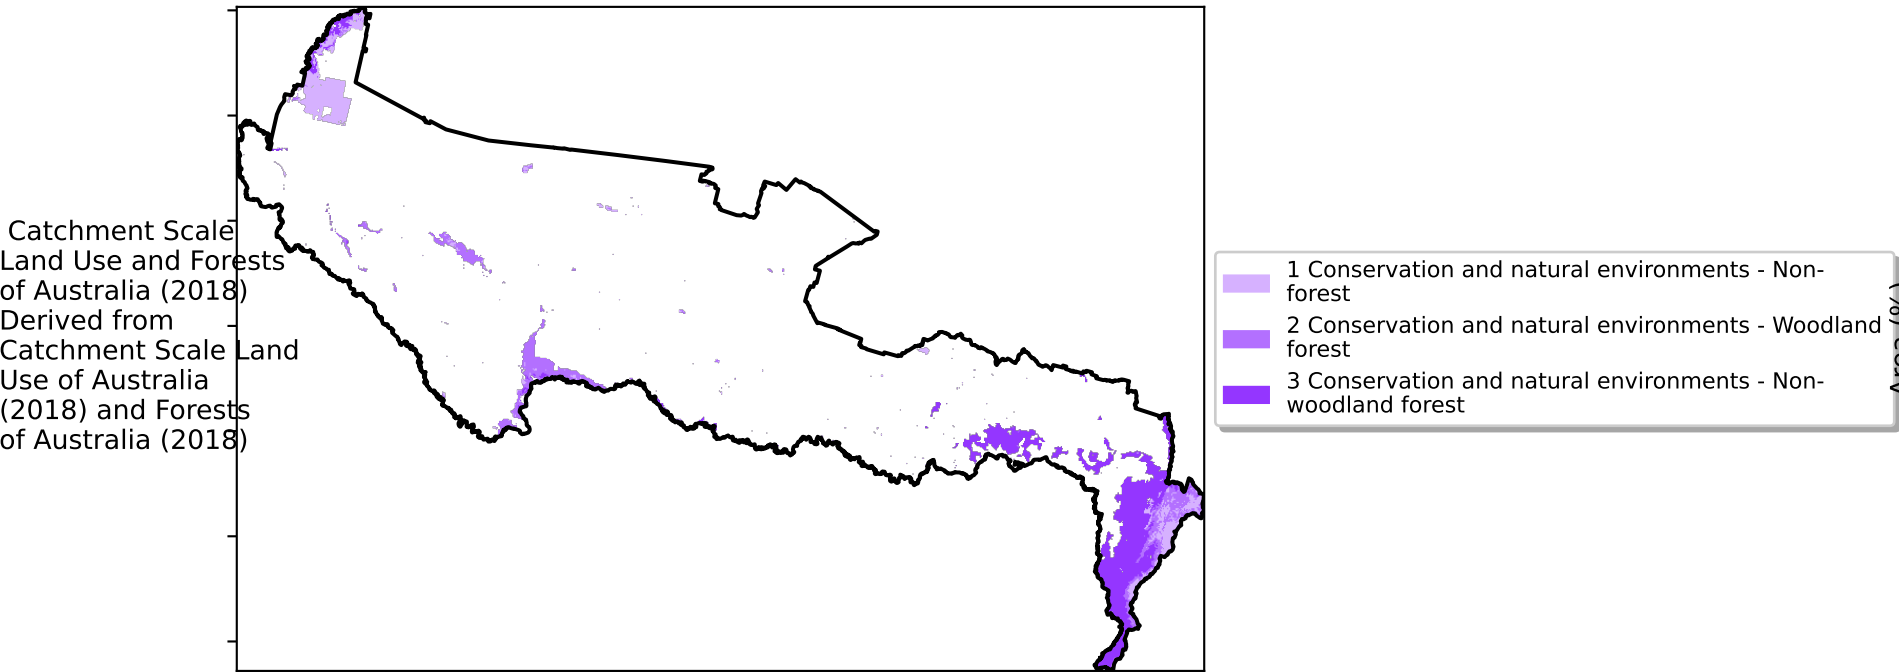 Catchment Scale
Land Use and Forests
of Australia (2018)
Derived from
Catchment Scale Land
Use of Australia
(2018) and Forests
of Australia (2018)
1 Conservation and natural environments - Non-
forest
2 Conservation and natural environments - Woodland
forest
3 Conservation and natural environments - Non-
woodland forest